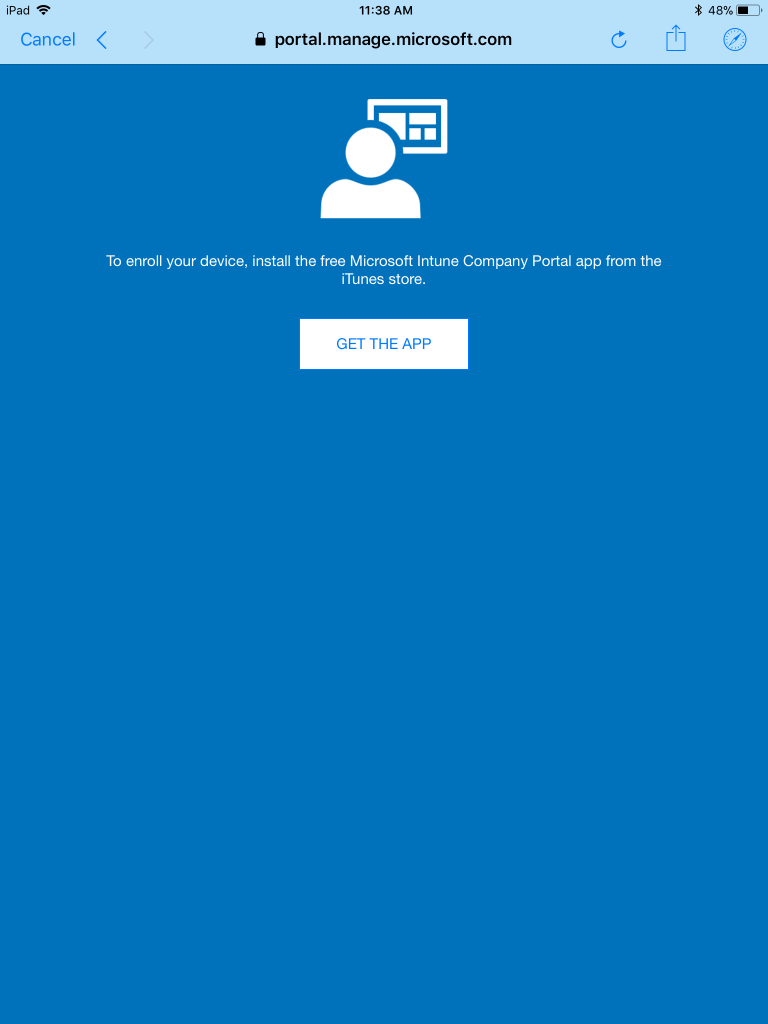 iPad 11:38 AM 48%
Cancel portal.manage.microsoft.com
To enroll your device, install the free Microsoft Intune Company Portal app from the
iTunes store.
GET THE APP